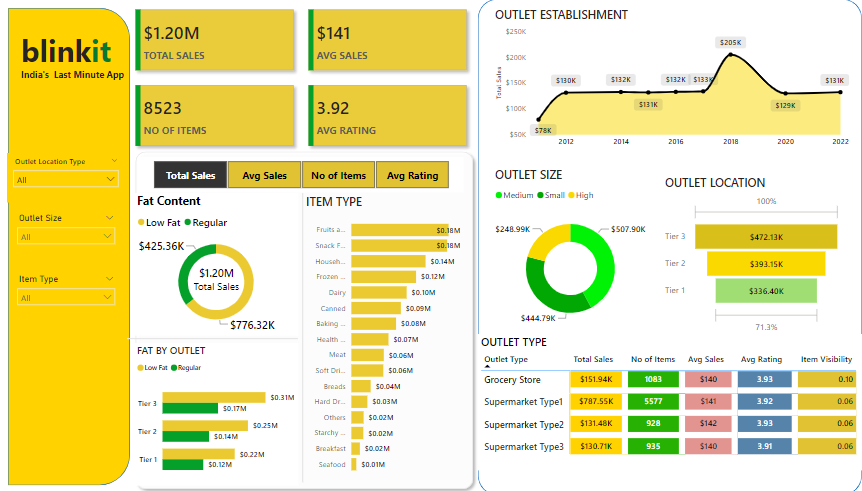 blinkit
India's Last Minute App
Outlet Location Type
All
Outlet Size
All
Item Type
All
$1.20M
TOTAL SALES
$141
AVG SALES
8523
NO OF ITEMS
3.92
AVG RATING
Total Sales
Avg Sales
No of Items
Avg Rating
Fat Content
Low Fat Regular
$425.36K
$1.20M
Total Sales
$776.32K
FAT BY OUTLET
Low Fat Regular
Tier 3
$0.31M
$0.17M
Tier 2
$0.25M
$0.14M
Tier 1
$0.22M
$0.12M
ITEM TYPE
Fruits a... $0.18M
Snack F... $0.18M
Househ... $0.14M
Frozen ... $0.12M
Dairy $0.10M
Canned $0.09M
Baking ... $0.08M
Health ... $0.07M
Meat $0.06M
Soft Dri... $0.06M
Breads $0.04M
Hard Dr... $0.03M
Others $0.02M
Starchy ... $0.02M
Breakfast $0.02M
Seafood $0.01M
OUTLET ESTABLISHMENT
Total Sales
$250K
$200K
$150K
$100K
$50K
$78K
$130K
$132K
$131K
$132K
$133K
$205K
$129K
$131K
2012 2014 2016 2018 2020 2022
OUTLET SIZE
Medium Small High
$248.99K
$507.90K
$444.79K
OUTLET LOCATION
100%
Tier 3 $472.13K
Tier 2 $393.15K
Tier 1 $336.40K
71.3%
OUTLET TYPE
Outlet Type Total Sales No of Items Avg Sales Avg Rating Item Visibility
Grocery Store $151.94K 1083 $140 3.93 0.10
Supermarket Type1 $787.55K 5577 $141 3.92 0.06
Supermarket Type2 $131.48K 928 $142 3.93 0.06
Supermarket Type3 $130.71K 935 $140 3.91 0.06